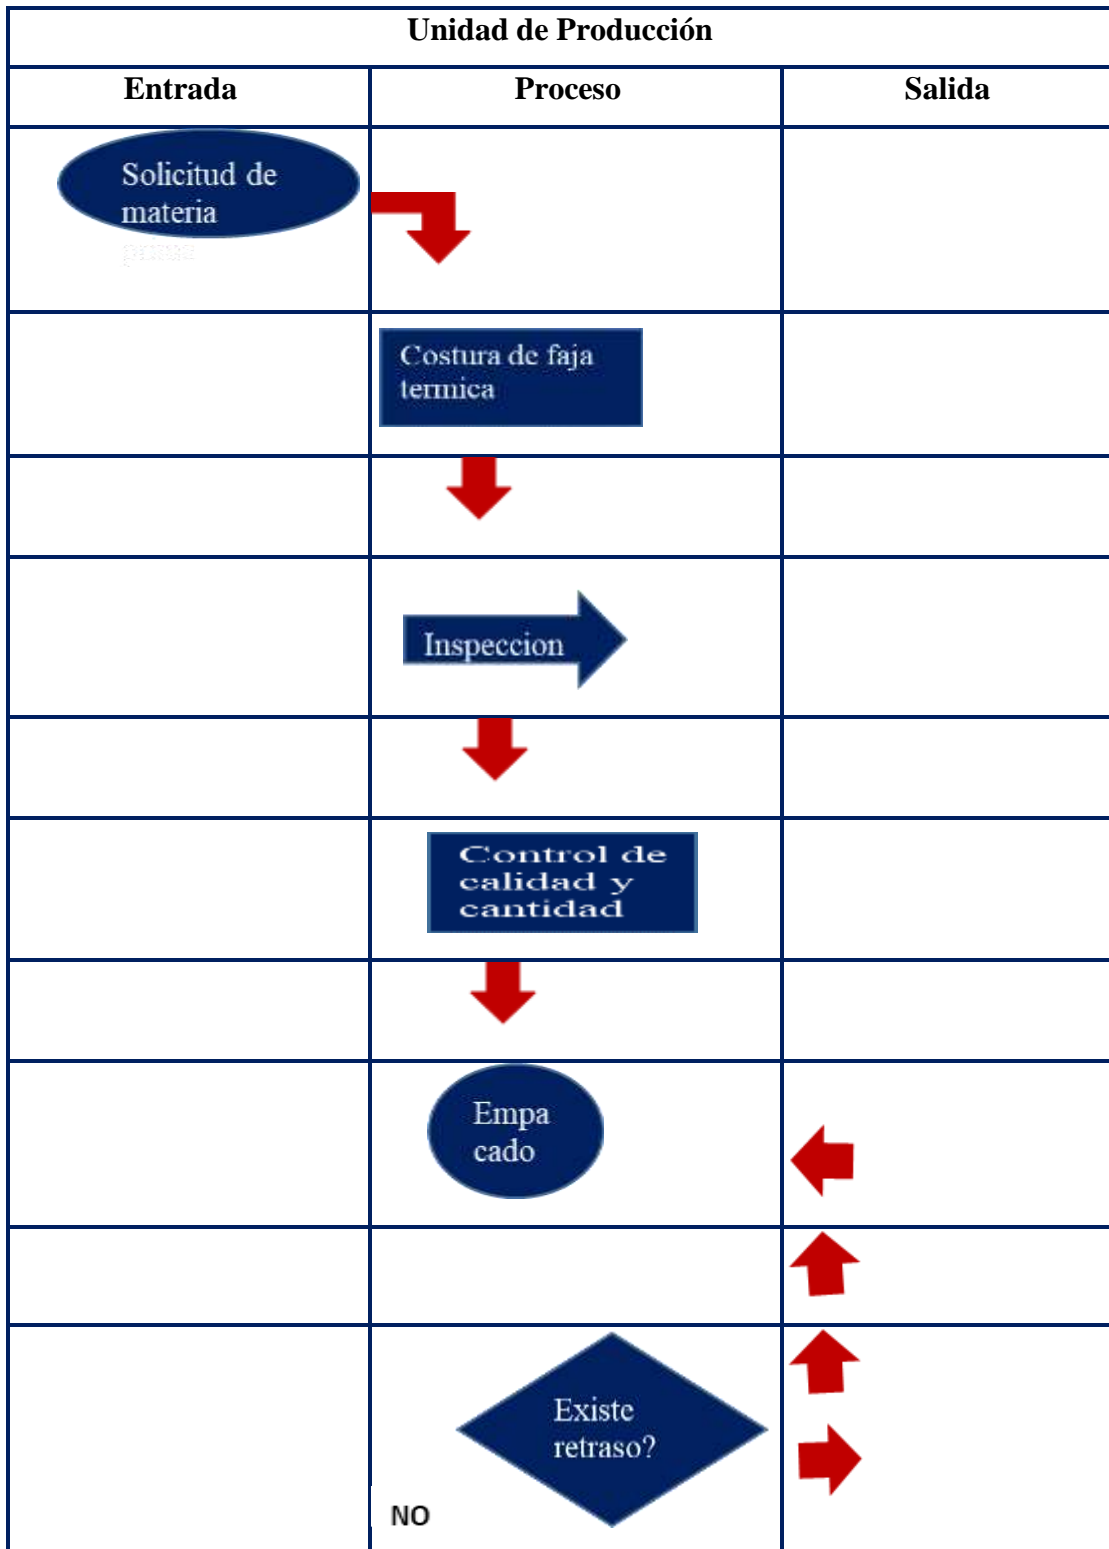 Unidad de Producción
Entrada
Proceso
Salida
Solicitud de
materia
Costura de faja
termica
Inspeccion
Control de
calidad y
cantidad
Empa
cado
Existe
retraso?
NO